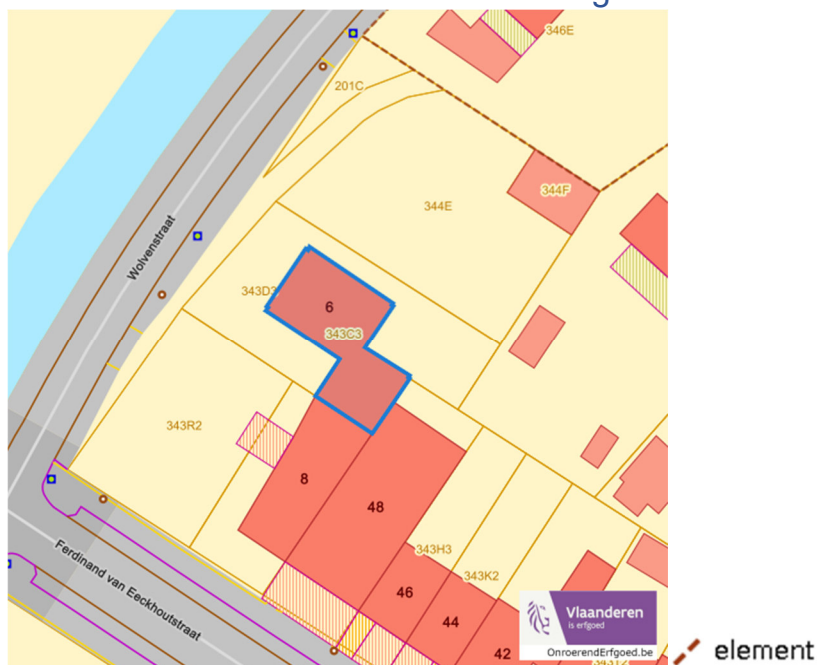 g
346E
201C
344F
344E
Wolvenstraat
343D3
6
343C3
343R2
8
48
343H3
46
343K2
44
42
Ferdinand van Eeckhoutstraat
Vlaanderen
is erfgoed
OnroerendErfgoed.be
element